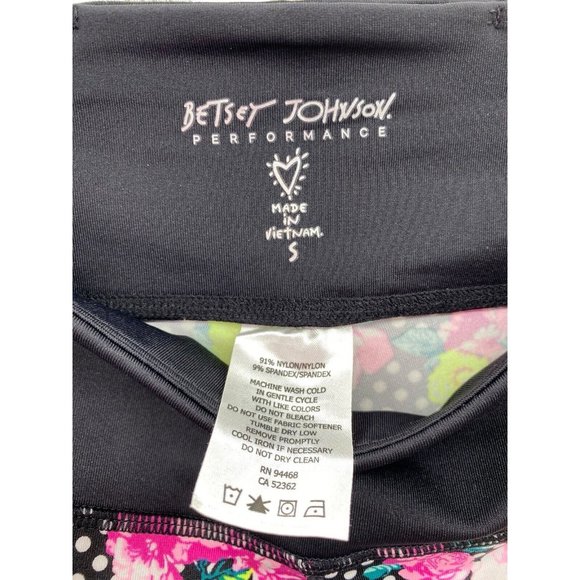 BETSEY JOHNSON.
PERFORMANCE
MADE
IN
VIETNAM.
S
91% NYLON/NYLON
9% SPANDEX/SPANDEX
MACHINE WASH COLD
IN GENTLE CYCLE
WITH LIKE COLORS
DO NOT BLEACH
DO NOT USE FABRIC SOFTENER
TUMBLE DRY LOW
REMOVE PROMPTLY
COOL IRON IF NECESSARY
DO NOT DRY CLEAN
RN 94468
CA 52362